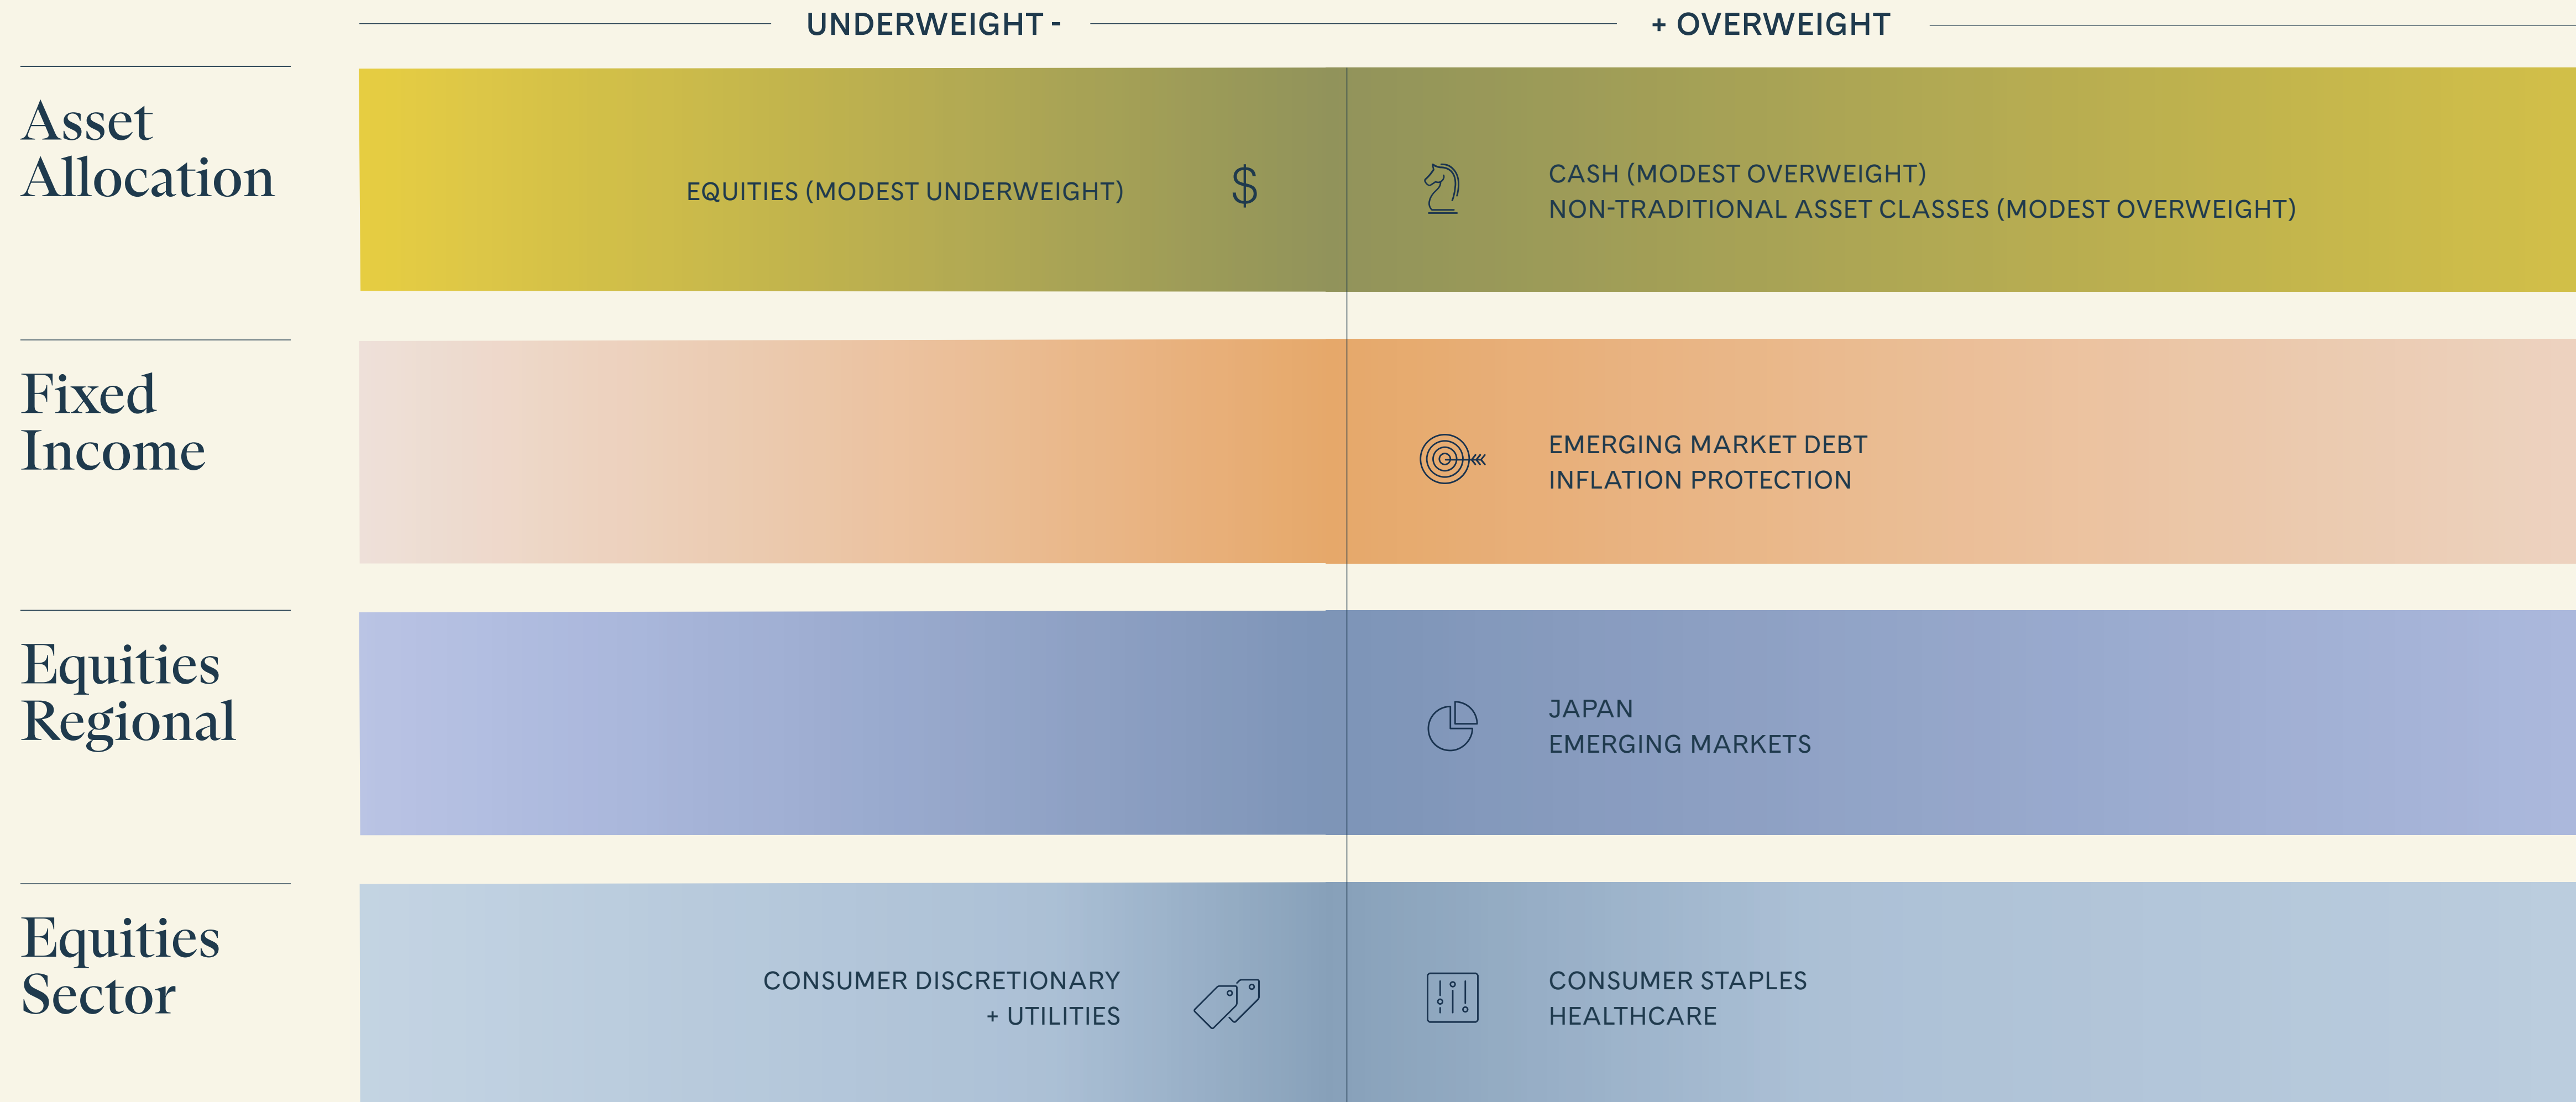 UNDERWEIGHT -
+ OVERWEIGHT
Asset
Allocation
EQUITIES (MODEST UNDERWEIGHT)
$
CASH (MODEST OVERWEIGHT)
NON-TRADITIONAL ASSET CLASSES (MODEST OVERWEIGHT)
Fixed
Income
EMERGING MARKET DEBT
INFLATION PROTECTION
Equities
Regional
JAPAN
EMERGING MARKETS
Equities
Sector
CONSUMER DISCRETIONARY
+ UTILITIES
CONSUMER STAPLES
HEALTHCARE